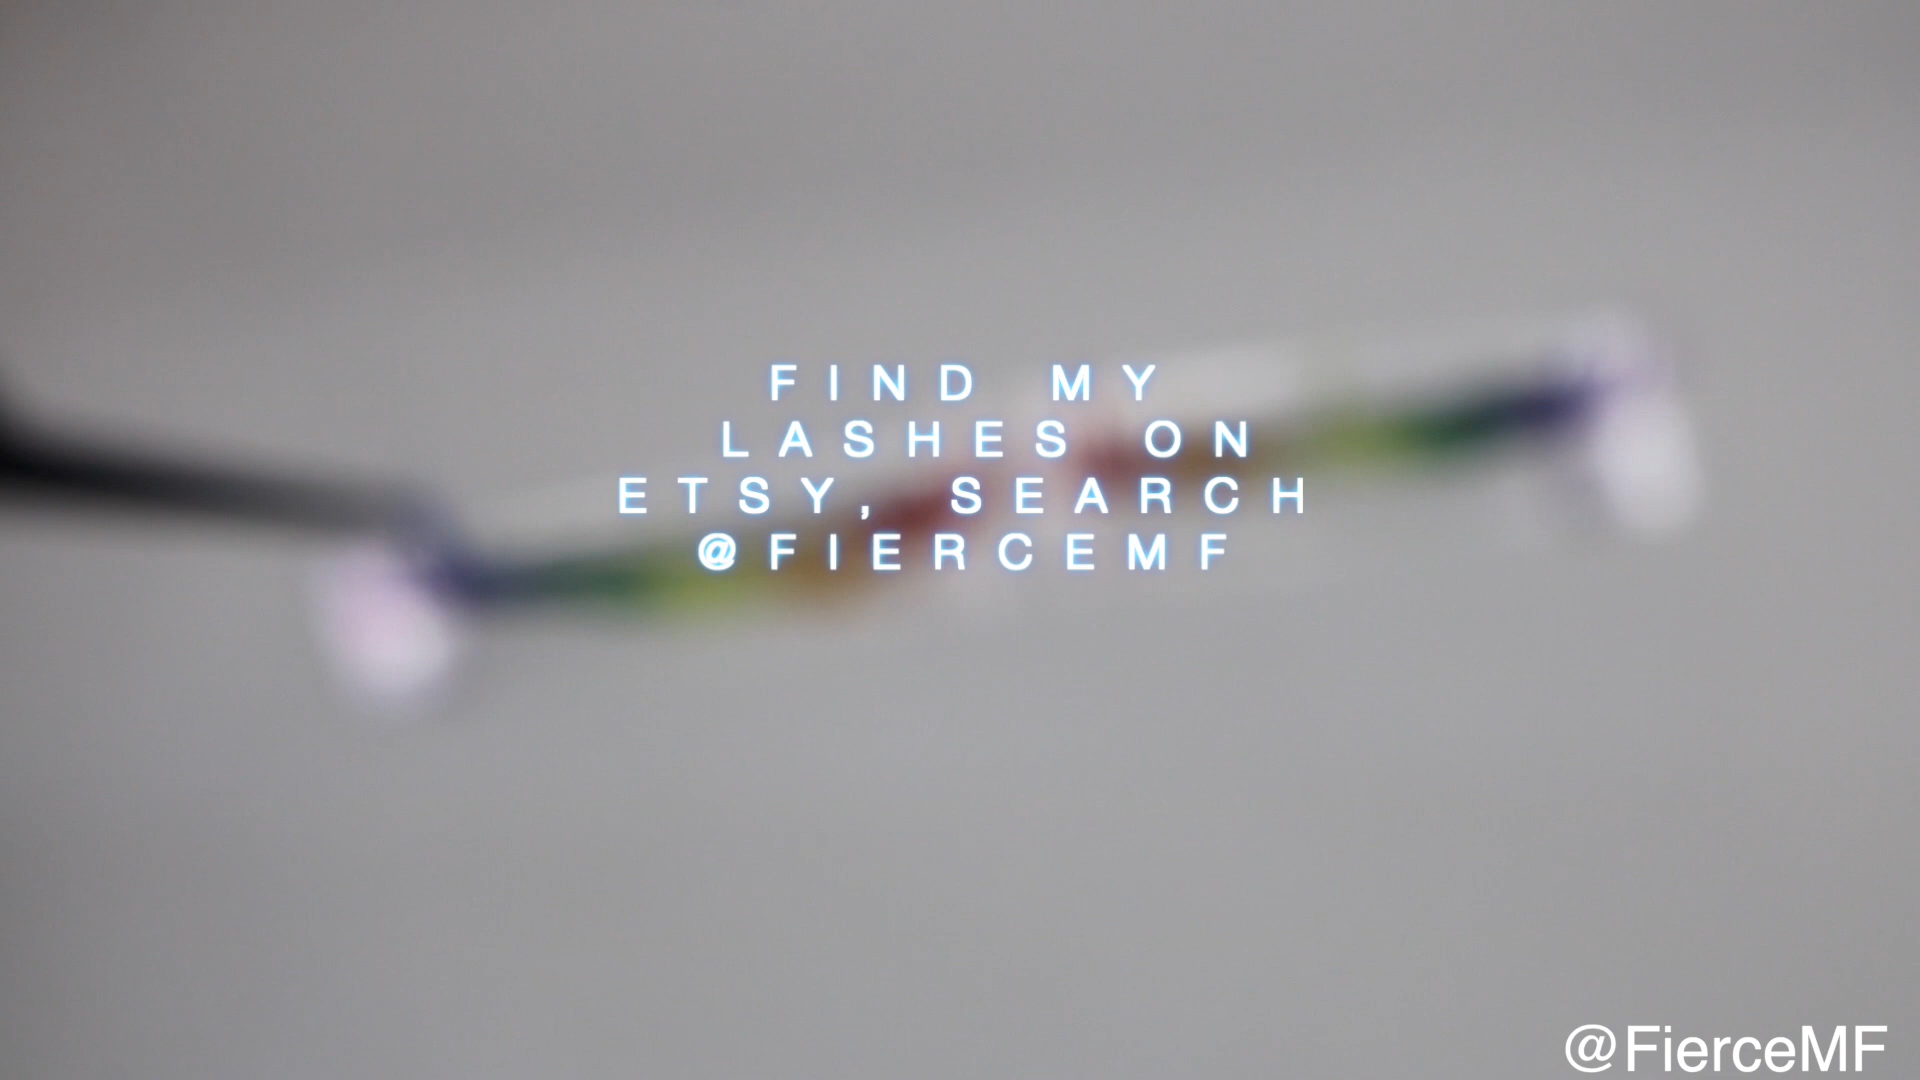 FIND MY
LASHES ON
ETSY, SEARCH
@FIERCEMF
@FierceMF